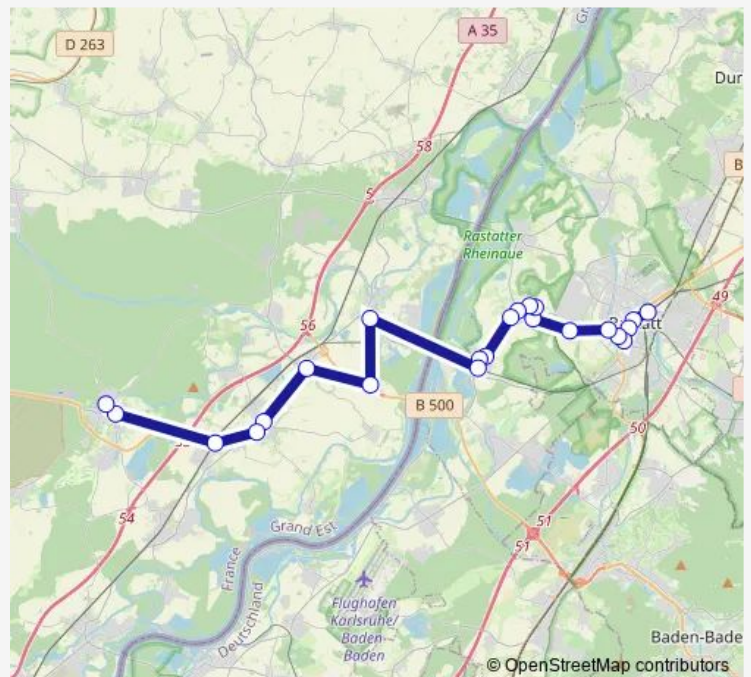 D 263
A 35
Dur
58
B
5
Rastatter
Rheinaue
49
56
B 500
50
54
51
51
Grand Est
France
Deutschland
Flughafen
Karlsruhe/
Baden-
Baden
Baden-Bade
© OpenStreetMap contributors